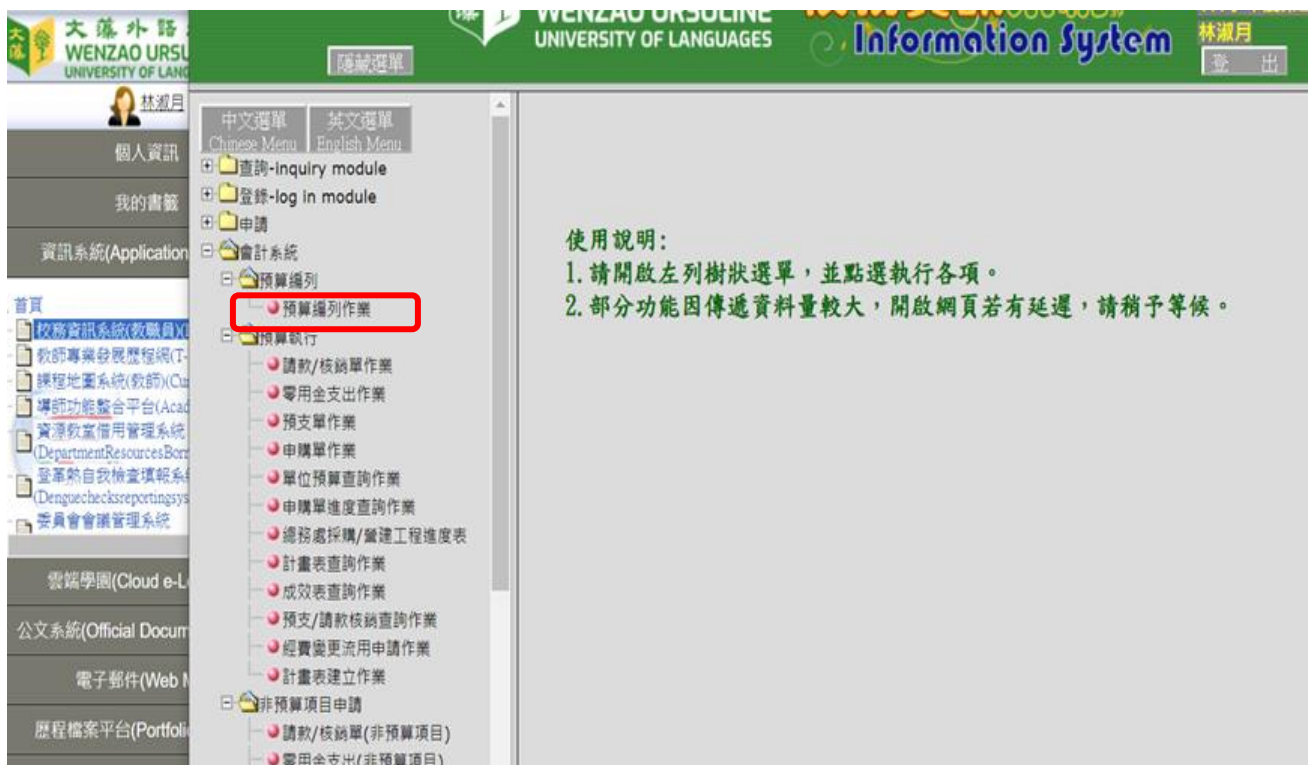 文藻外語
WENZAO URSU
UNIVERSITY OF LANG
林淑月
個人資訊
我的書籤
資訊系統(Application
首頁
校務資訊系統(教職員)(I
教師專業發展歷程網(T-
課程地圖系統(教師)(Cur
導師功能整合平台(Acad
資源教室借用管理系統
(DepartmentResourcesBorr
登革熱自我檢查填報系統
(Denguechecksreportingsys
委員會會議管理系統
雲端學園(Cloud e-L
公文系統(Official Docum
電子郵件(Web M
歷程檔案平台(Portfolio
WENZAO URSULINE
UNIVERSITY OF LANGUAGES
隱藏選單
Information System
林淑月
登 出
中文選單 英文選單
Chinese Menu English Menu
查詢-inquiry module
登錄-log in module
申請
會計系統
預算編列
預算編列作業
預算執行
請款/核銷單作業
零用金支出作業
預支單作業
申購單作業
單位預算查詢作業
申購單進度查詢作業
總務處採購/營建工程進度表
計畫表查詢作業
成效表查詢作業
預支/請款核銷查詢作業
經費變更流用申請作業
計畫表建立作業
非預算項目申請
請款/核銷單(非預算項目)
零用金支出(非預算項目)
使用說明:
1.請開啟左列樹狀選單，並點選執行各項。
2.部分功能因傳遞資料量較大，開啟網頁若有延遲，請稍予等候。